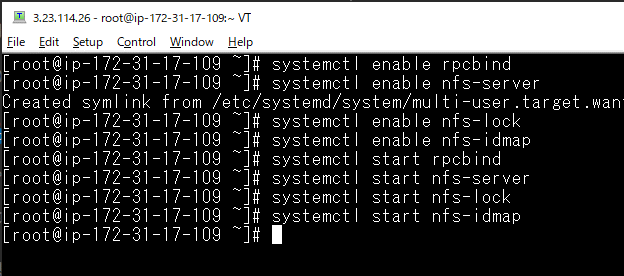 3.23.114.26 - root@ip-172-31-17-109:~ VT
File Edit Setup Control Window Help
[root@ip-172-31-17-109 ~]# systemctl enable rpcbind
[root@ip-172-31-17-109 ~]# systemctl enable nfs-server
Created symlink from /etc/systemd/system/multi-user.target.want
[root@ip-172-31-17-109 ~]# systemctl enable nfs-lock
[root@ip-172-31-17-109 ~]# systemctl enable nfs-idmap
[root@ip-172-31-17-109 ~]# systemctl start rpcbind
[root@ip-172-31-17-109 ~]# systemctl start nfs-server
[root@ip-172-31-17-109 ~]# systemctl start nfs-lock
[root@ip-172-31-17-109 ~]# systemctl start nfs-idmap
[root@ip-172-31-17-109 ~]#